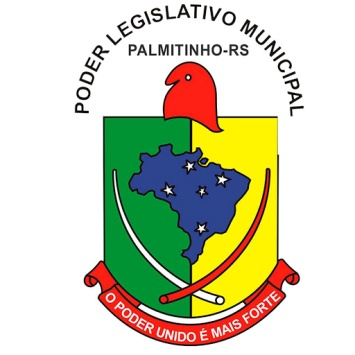 PODER LEGISLATIVO MUNICIPAL
PALMITINHO-RS
O PODER UNIDO É MAIS FORTE